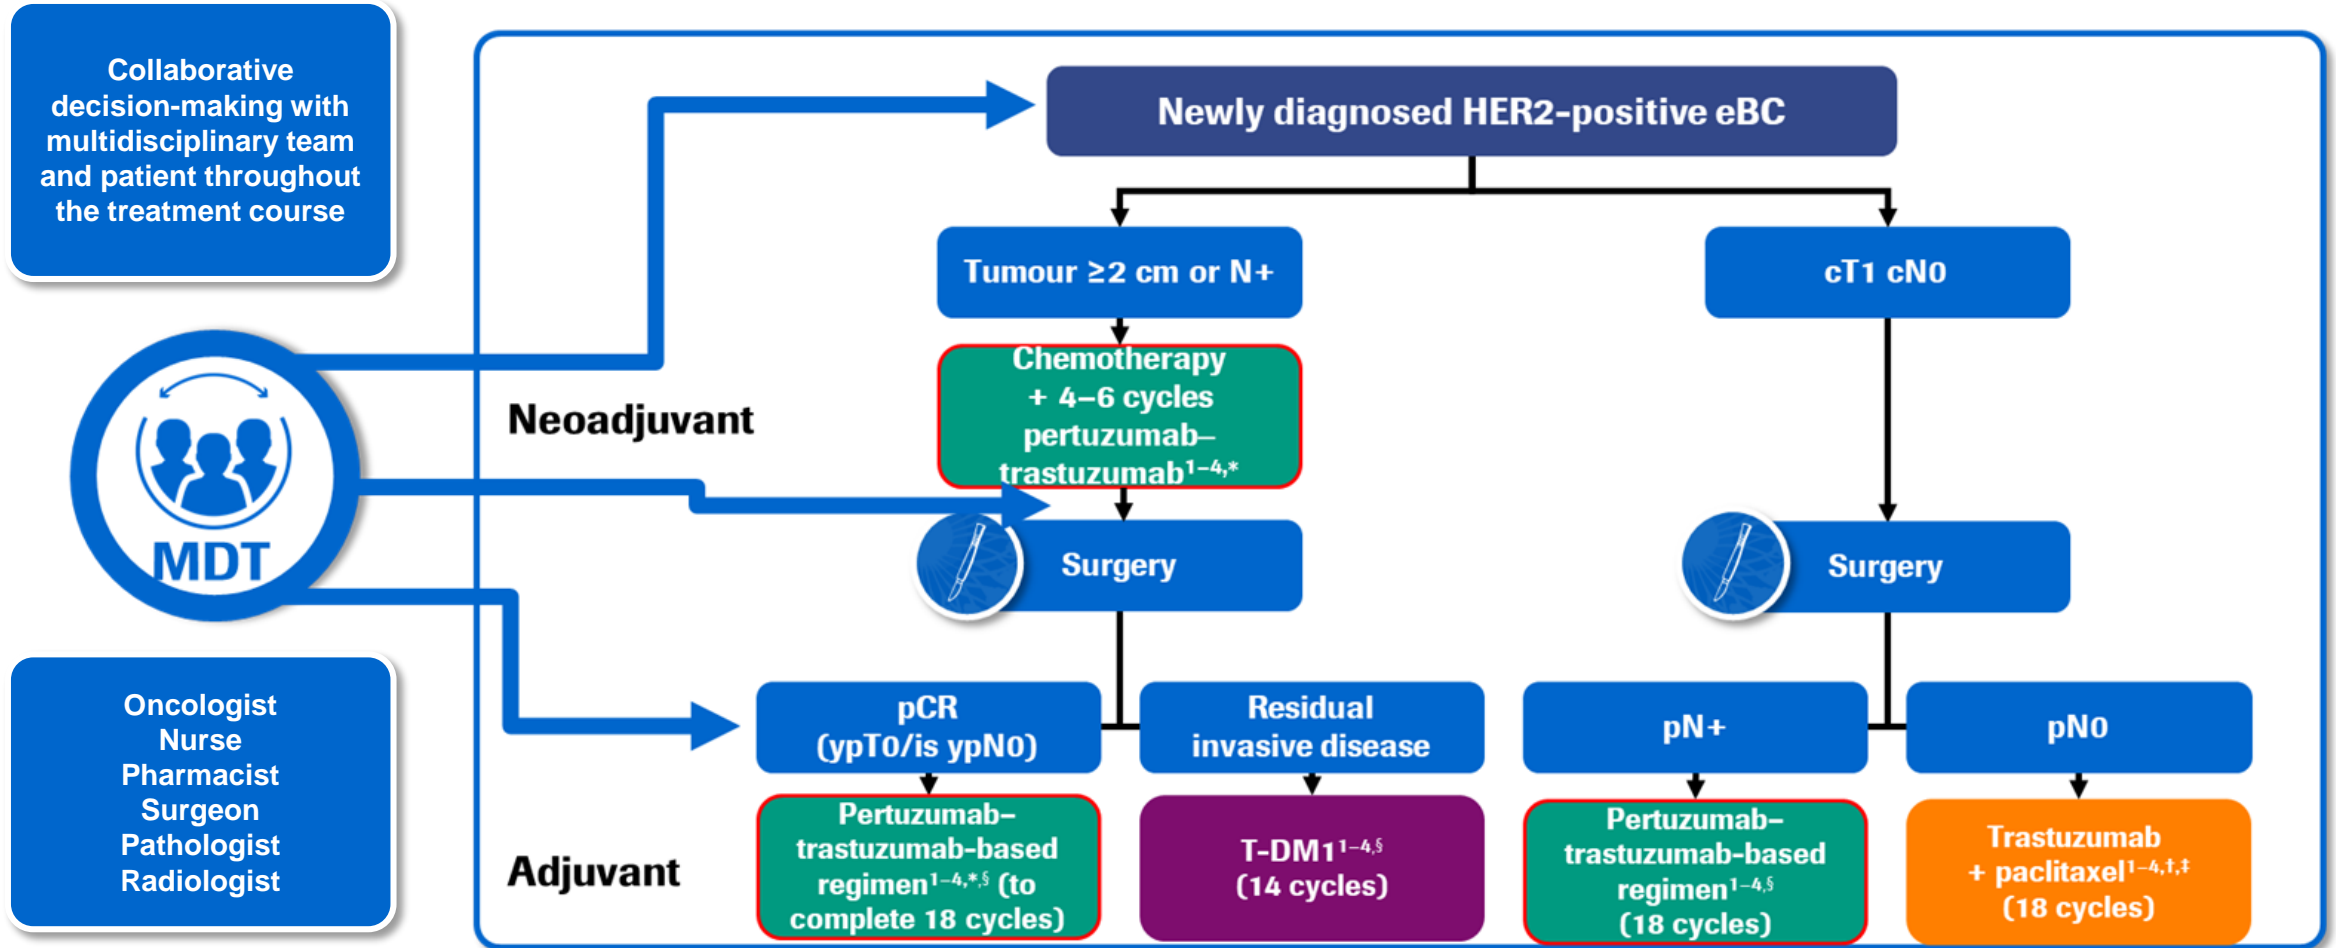 Collaborative
decision-making with
multidisciplinary team
and patient throughout
the treatment course
MDT
Oncologist
Nurse
Pharmacist
Surgeon
Pathologist
Radiologist
Newly diagnosed HER2-positive eBC
Tumour ≥2 cm or N+
cT1 cN0
Neoadjuvant
Chemotherapy
+ 4–6 cycles
pertuzumab–
trastuzumab¹⁻⁴,*
Surgery
Surgery
pCR
(ypT0/is ypN0)
Residual
invasive disease
pN+
pN0
Adjuvant
Pertuzumab–
trastuzumab-based
regimen¹⁻⁴,*,§ (to
complete 18 cycles)
T-DM1¹⁻⁴,§
(14 cycles)
Pertuzumab–
trastuzumab-based
regimen¹⁻⁴,§
(18 cycles)
Trastuzumab
+ paclitaxel¹⁻⁴,†,‡
(18 cycles)